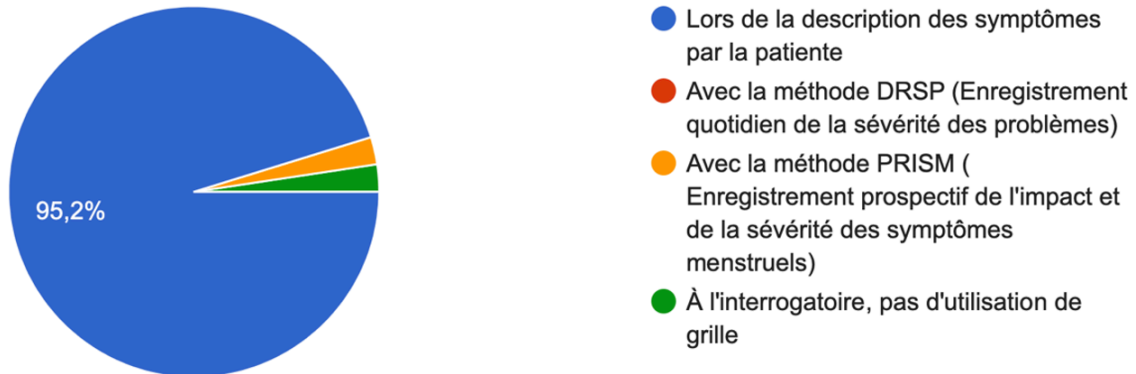 95,2%
Lors de la description des symptômes
par la patiente
Avec la méthode DRSP (Enregistrement
quotidien de la sévérité des problèmes)
Avec la méthode PRISM (
Enregistrement prospectif de l'impact et
de la sévérité des symptômes
menstruels)
À l'interrogatoire, pas d'utilisation de
grille